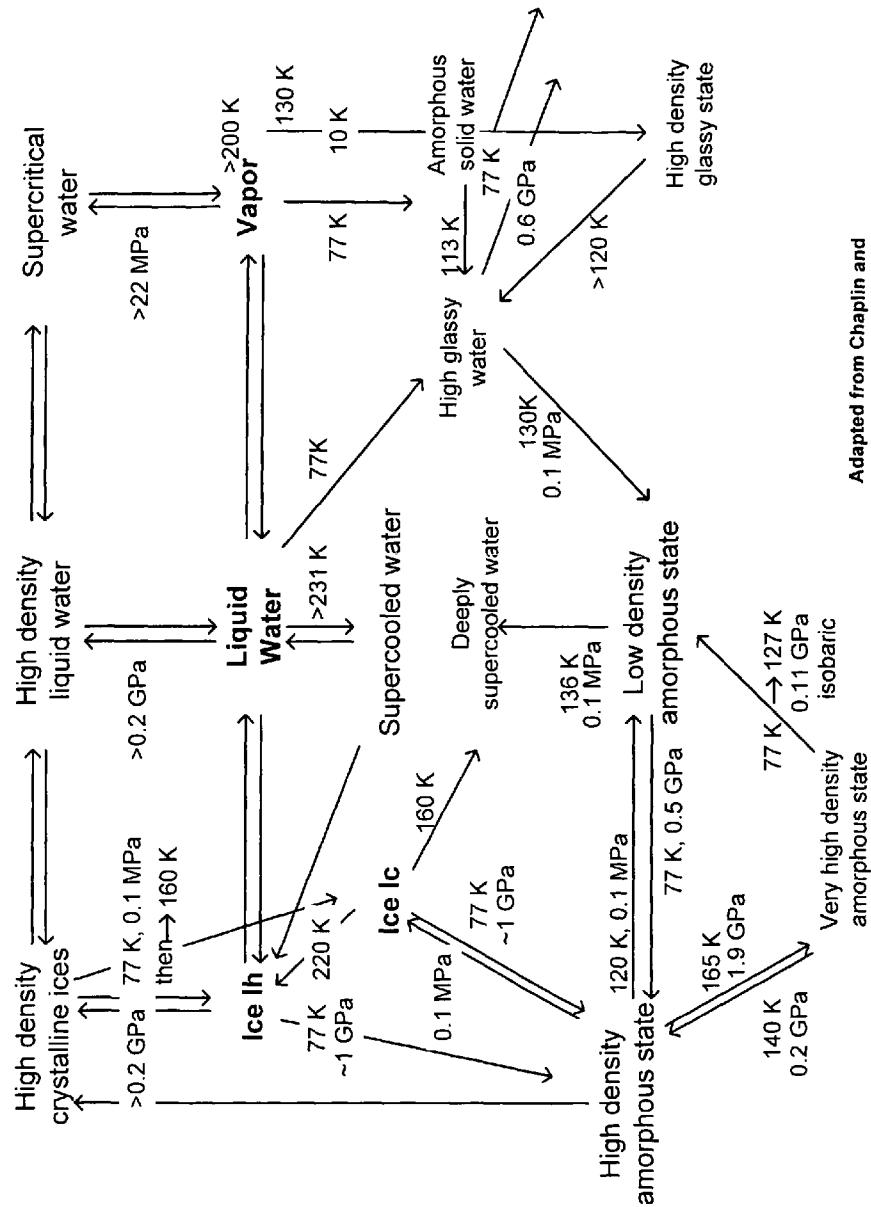 High density
crystalline ices
High density
liquid water
Supercritical
water
>0.2 GPa
77 K, 0.1 MPa
then→160 K
>0.2 GPa
>22 MPa
Ice Ih
Liquid
Water
Vapor
>200 K
130 K
10 K
77 K
~1 GPa
220 K
>231 K
77K
77 K
Ice Ic
Supercooled water
High glassy
water
113 K
Amorphous
solid water
77 K
0.6 GPa
0.1 MPa
77 K
~1 GPa
160 K
Deeply
supercooled water
130K
0.1 MPa
>120 K
High density
glassy state
High density
amorphous state
120 K, 0.1 MPa
77 K, 0.5 GPa
136 K
0.1 MPa
Low density
amorphous state
140 K
0.2 GPa
165 K
1.9 GPa
77 K → 127 K
0.11 GPa
isobaric
Very high density
amorphous state
Adapted from Chaplin and